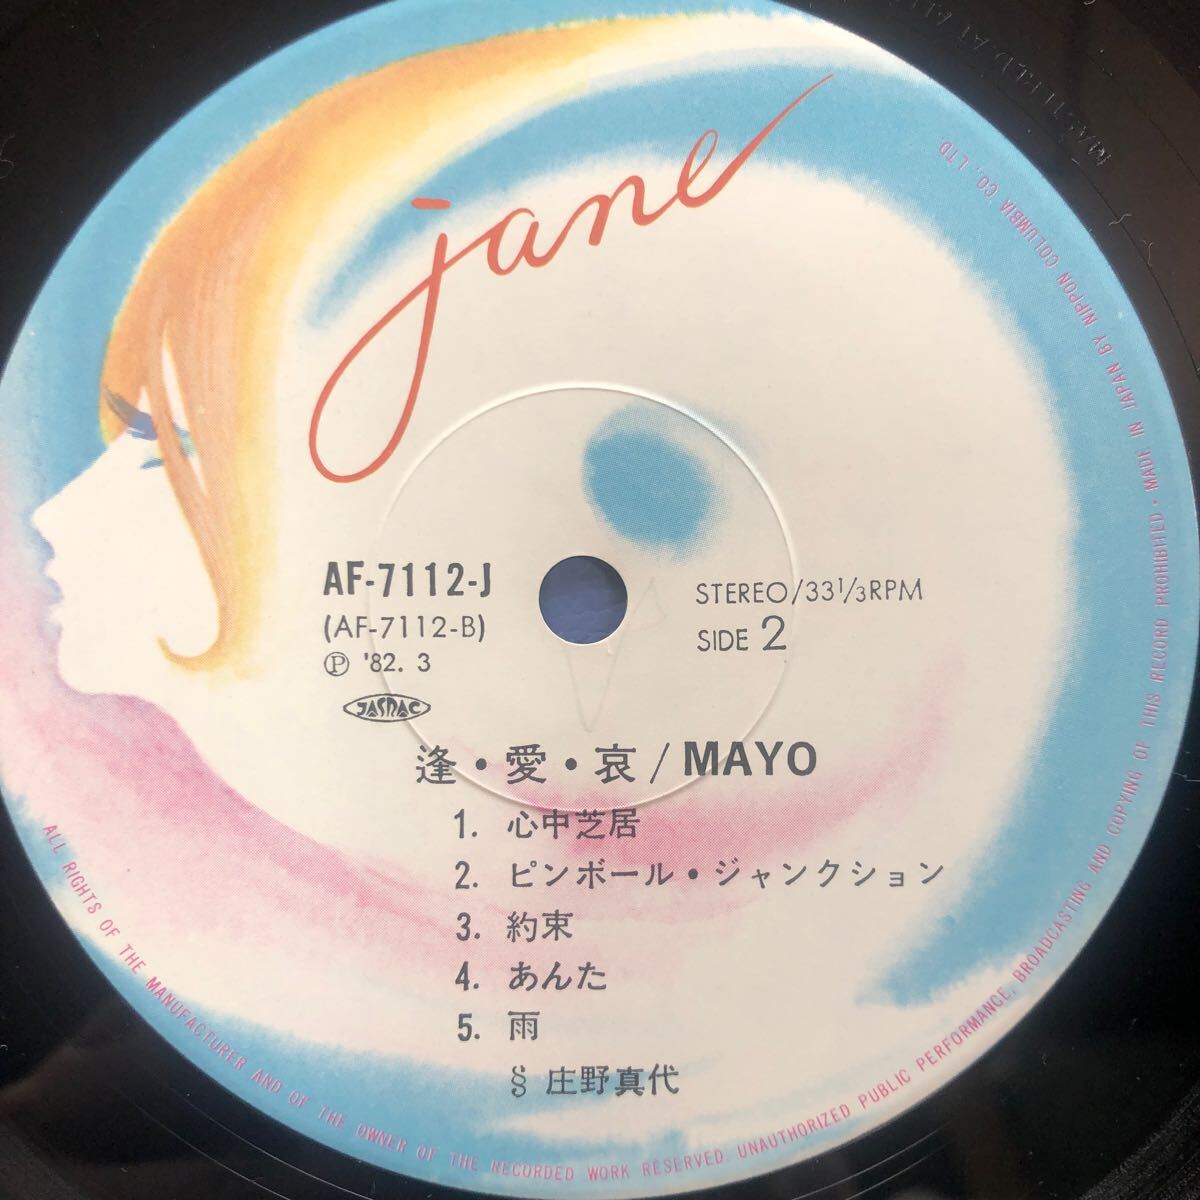 jane
AF-7112-J
(AF-7112-B)
Ⓟ '82. 3
JASRAC
STEREO/33⅓RPM
SIDE 2
逢・愛・哀/MAYO
1. 心中芝居
2. ピンボール・ジャンクション
3. 約束
4. あんた
5. 雨
§ 庄野真代
ALL RIGHTS OF THE MANUFACTURER AND OF THE OWNER OF THE RECORDED WORK RESERVED. UNAUTHORIZED PUBLIC PERFORMANCE, BROADCASTING AND COPYING OF THIS RECORD PROHIBITED・MADE IN JAPAN BY NIPPON COLUMBIA CO., LTD.
MASTERED AT